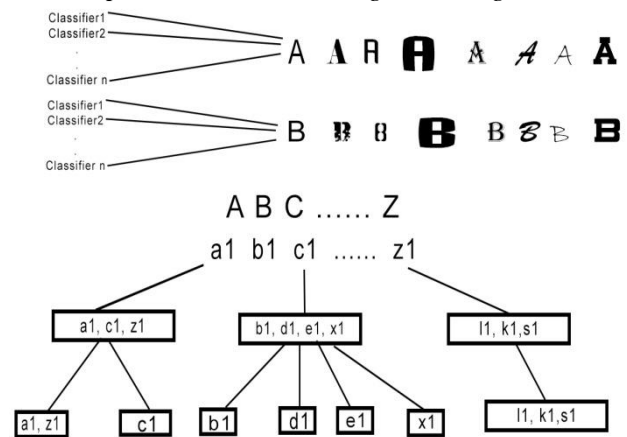 Classifier1
Classifier2
.
.
Classifier n
A A A A A A A A
Classifier1
Classifier2
.
.
Classifier n
B B B B B B B B
A B C ...... Z
a1 b1 c1 ...... z1
a1, c1, z1
b1, d1, e1, x1
l1, k1,s1
a1, z1
c1
b1
d1
e1
x1
l1, k1,s1